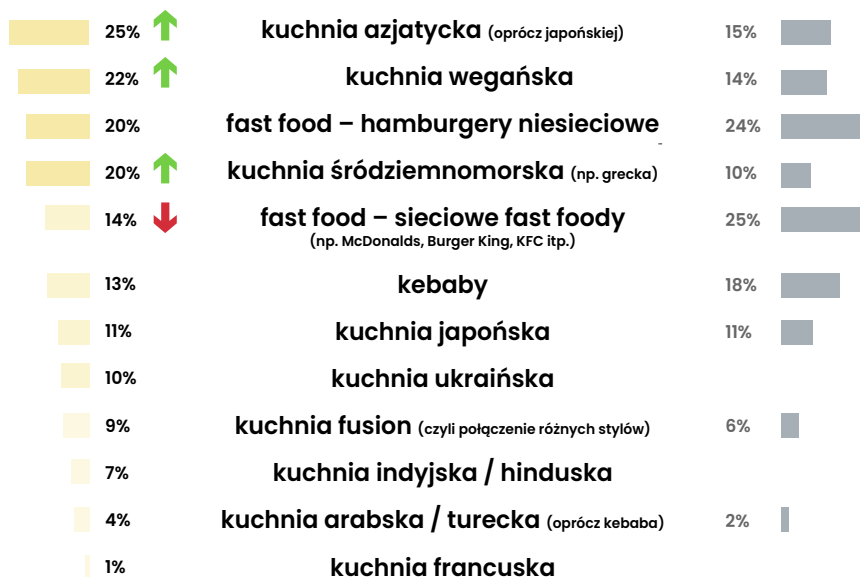 25% kuchnia azjatycka (oprócz japońskiej) 15%
22% kuchnia wegańska 14%
20% fast food – hamburgery niesieciowe 24%
20% kuchnia śródziemnomorska (np. grecka) 10%
14% fast food – sieciowe fast foody 25%
(np. McDonalds, Burger King, KFC itp.)
13% kebaby 18%
11% kuchnia japońska 11%
10% kuchnia ukraińska
9% kuchnia fusion (czyli połączenie różnych stylów) 6%
7% kuchnia indyjska / hinduska
4% kuchnia arabska / turecka (oprócz kebaba) 2%
1% kuchnia francuska